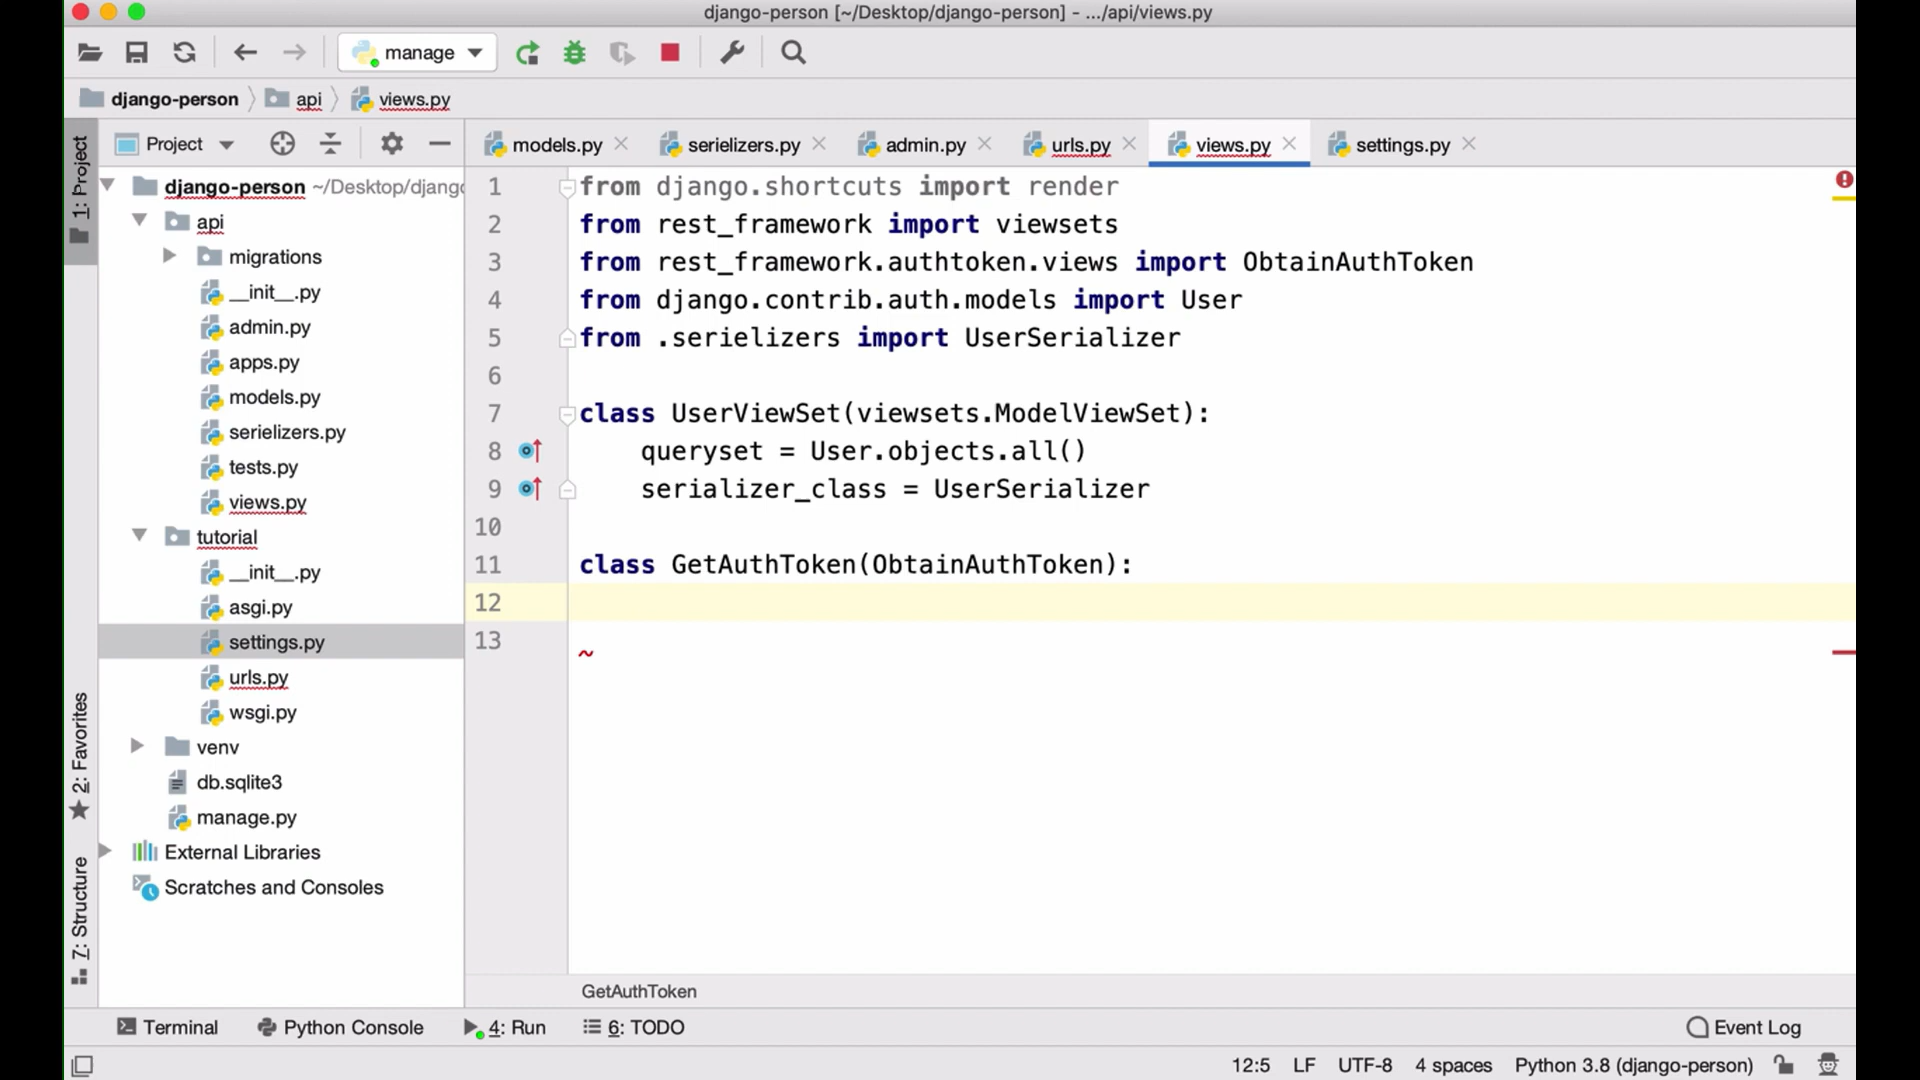 django-person [~/Desktop/django-person] - .../api/views.py
manage
django-person
api
views.py
1: Project
2: Favorites
7: Structure
Project
django-person ~/Desktop/django
api
migrations
__init__.py
admin.py
apps.py
models.py
serielizers.py
tests.py
views.py
tutorial
__init__.py
asgi.py
settings.py
urls.py
wsgi.py
venv
db.sqlite3
manage.py
External Libraries
Scratches and Consoles
models.py
serielizers.py
admin.py
urls.py
views.py
settings.py
1 from django.shortcuts import render
2 from rest_framework import viewsets
3 from rest_framework.authtoken.views import ObtainAuthToken
4 from django.contrib.auth.models import User
5 from .serielizers import UserSerializer
6
7 class UserViewSet(viewsets.ModelViewSet):
8 queryset = User.objects.all()
9 serializer_class = UserSerializer
10
11 class GetAuthToken(ObtainAuthToken):
12
13
GetAuthToken
Terminal
Python Console
4: Run
6: TODO
Event Log
12:5 LF UTF-8 4 spaces Python 3.8 (django-person)